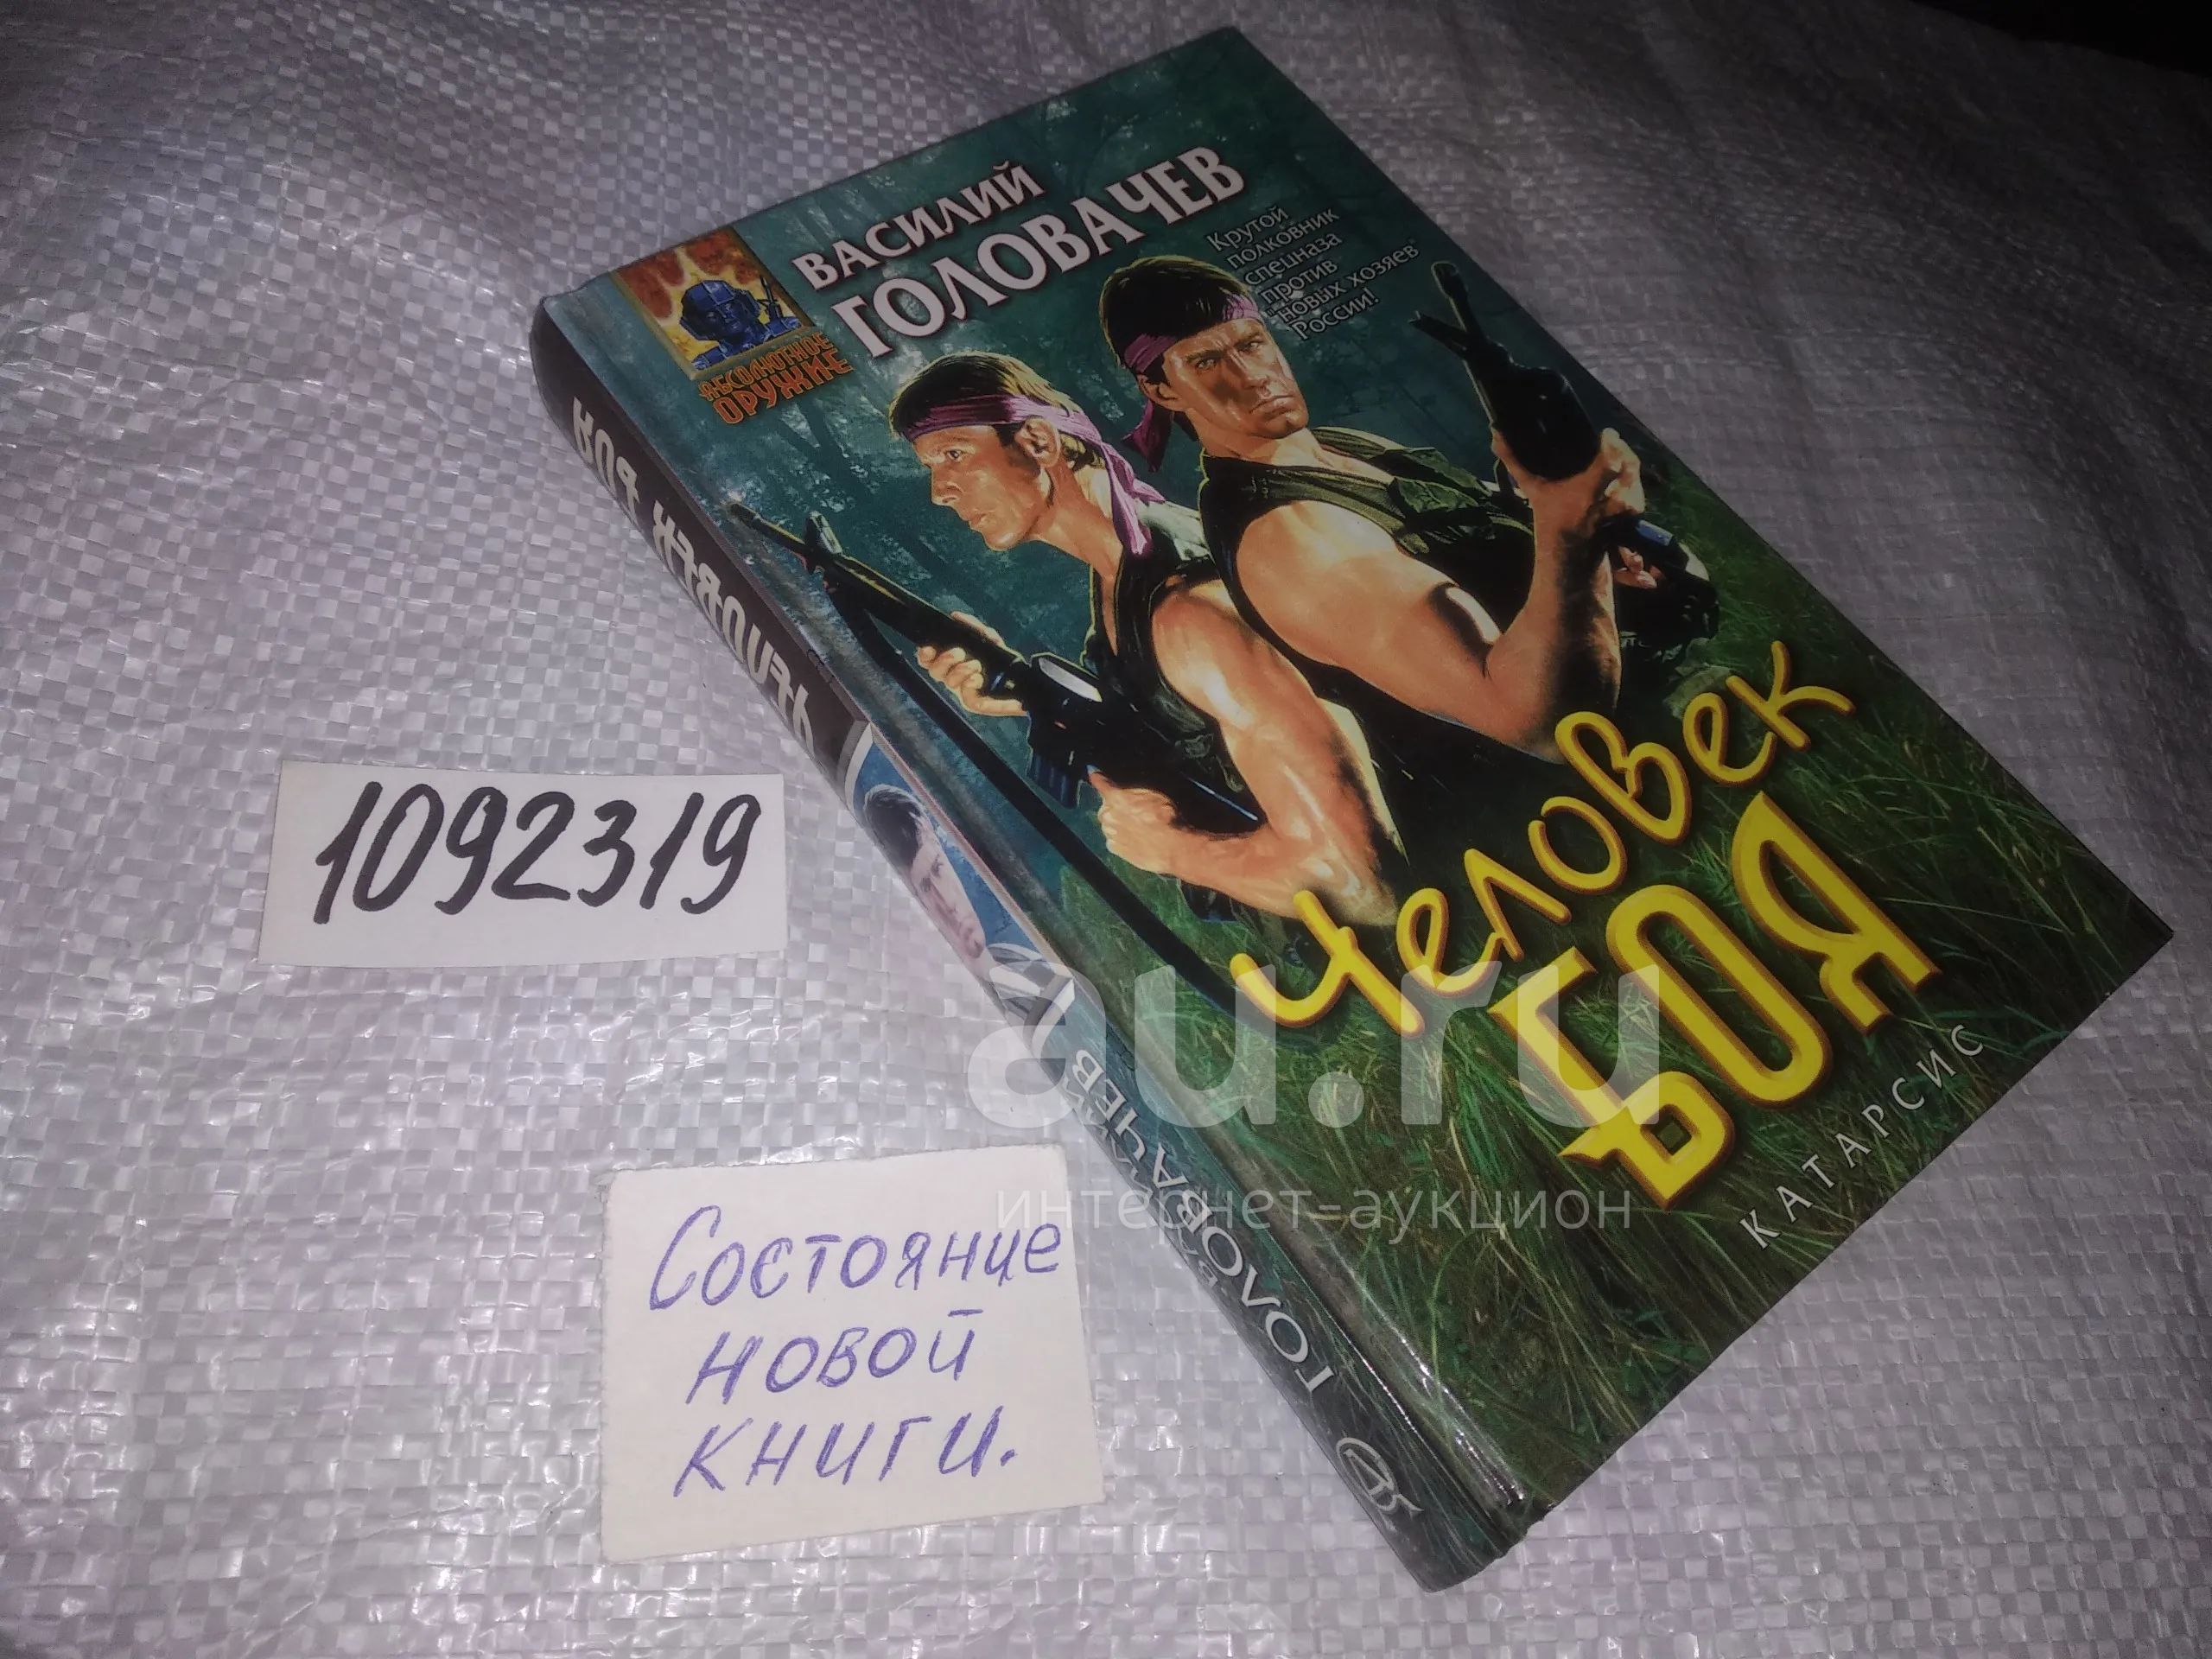 ВАСИЛИЙ
ГОЛОВАЧЕВ
Крутой
полковник
спецназа
против
"новых хозяев"
России!
АБСОЛЮТНОЕ
ОРУЖИЕ
Человек
БОЯ
КАТАРСИС
ЧЕЛОВЕК БОЯ
ГОЛОВАЧЕВ
1092319
Состояние
новой
книги.
au.ru
интернет-аукцион